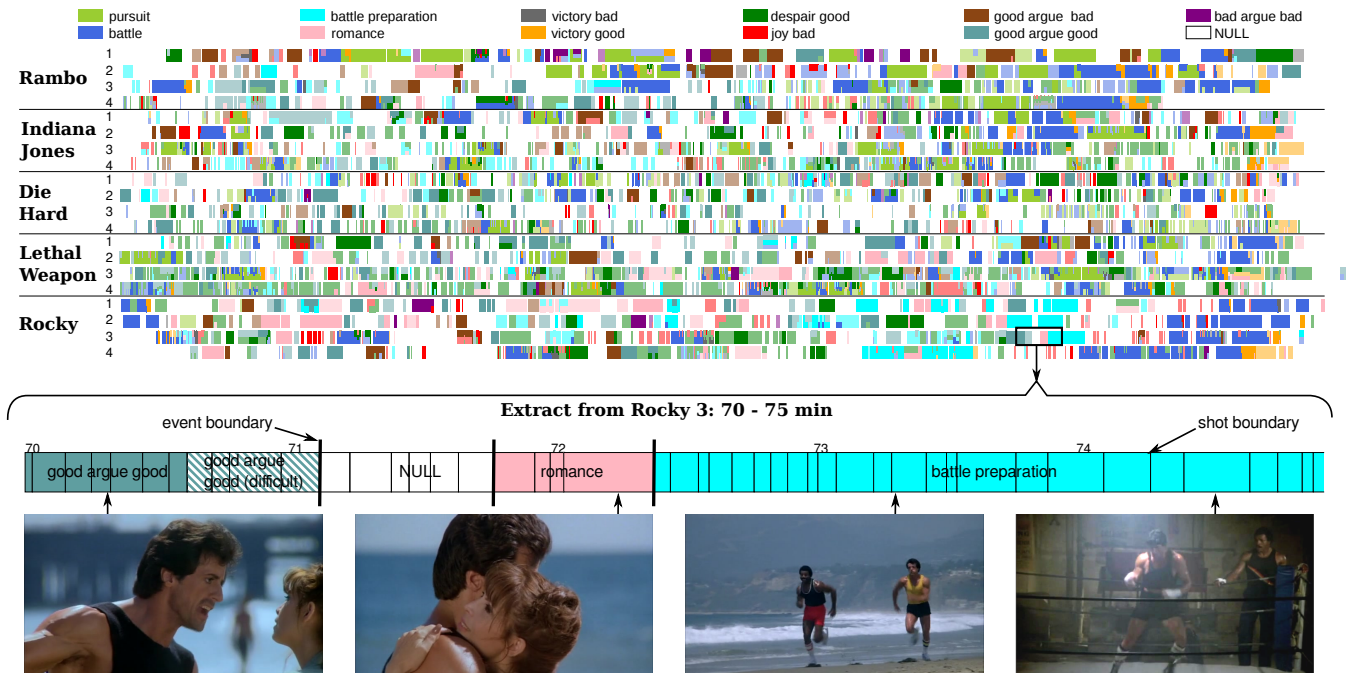 pursuit battle preparation victory bad despair good good argue bad bad argue bad
battle romance victory good joy bad good argue good NULL
Rambo
1
2
3
4
Indiana Jones
1
2
3
4
Die Hard
1
2
3
4
Lethal Weapon
1
2
3
4
Rocky
1
2
3
4
Extract from Rocky 3: 70 - 75 min
event boundary
shot boundary
70 71 72 73 74
good argue good
good argue
good (difficult)
NULL
romance
battle preparation